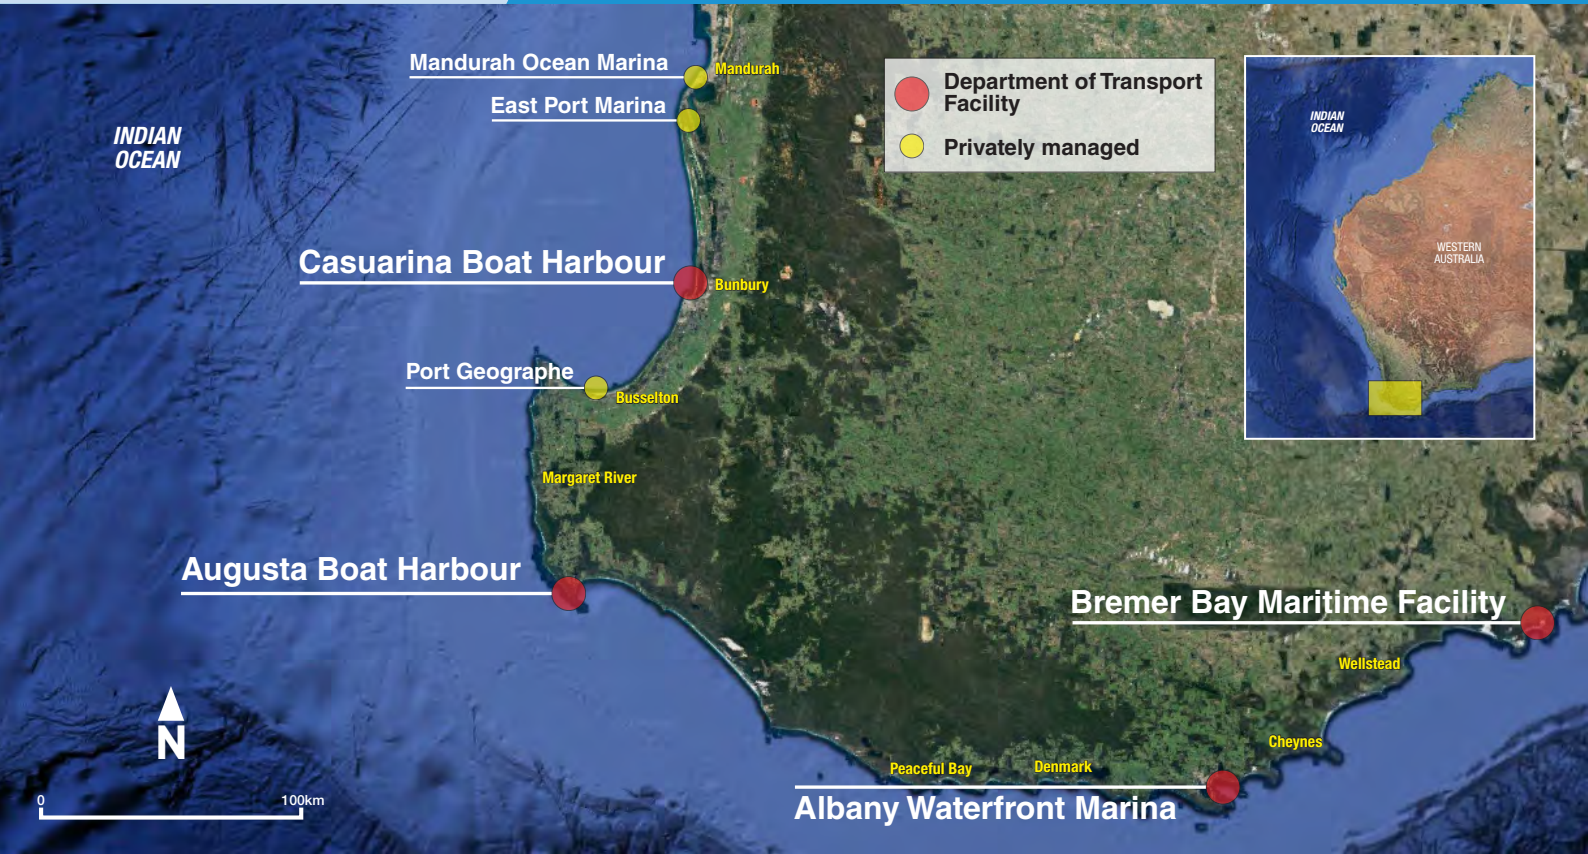 Mandurah Ocean Marina
Mandurah
East Port Marina
INDIAN
OCEAN
Department of Transport
Facility
Privately managed
INDIAN
OCEAN
WESTERN
AUSTRALIA
Casuarina Boat Harbour
Bunbury
Port Geographe
Busselton
Margaret River
Augusta Boat Harbour
Bremer Bay Maritime Facility
Wellstead
N
Cheynes
Peaceful Bay
Denmark
0 100km
Albany Waterfront Marina